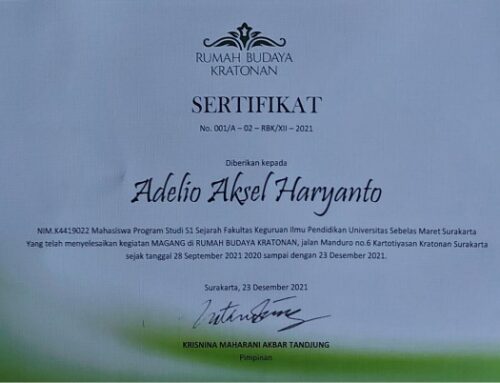 RUMAH BUDAYA
KRATONAN
SERTIFIKAT
No. 001/A – 02 – RBK/XII – 2021
Diberikan kepada
Adelio Aksel Haryanto
NIM.K4419022 Mahasiswa Program Studi S1 Sejarah Fakultas Keguruan Ilmu Pendidikan Universitas Sebelas Maret Surakarta
Yang telah menyelesaikan kegiatan MAGANG di RUMAH BUDAYA KRATONAN, jalan Manduro no.6 Kartotiyasan Kratonan Surakarta
sejak tanggal 28 September 2021 2020 sampai dengan 23 Desember 2021.
Surakarta, 23 Desember 2021
KRISNINA MAHARANI AKBAR TANDJUNG
Pimpinan